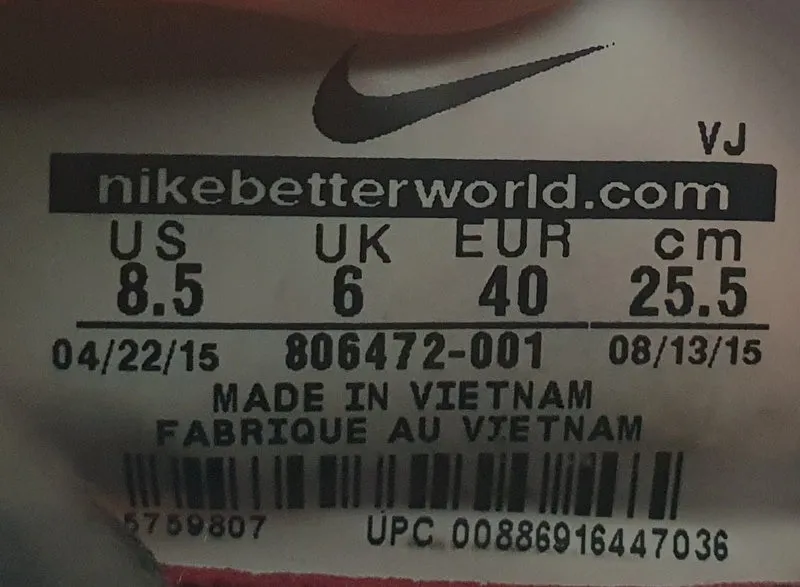 VJ
nikebetterworld.com
US UK EUR cm
8.5 6 40 25.5
04/22/15 806472-001 08/13/15
MADE IN VIETNAM
FABRIQUE AU VIETNAM
5759807 UPC 00886916447036